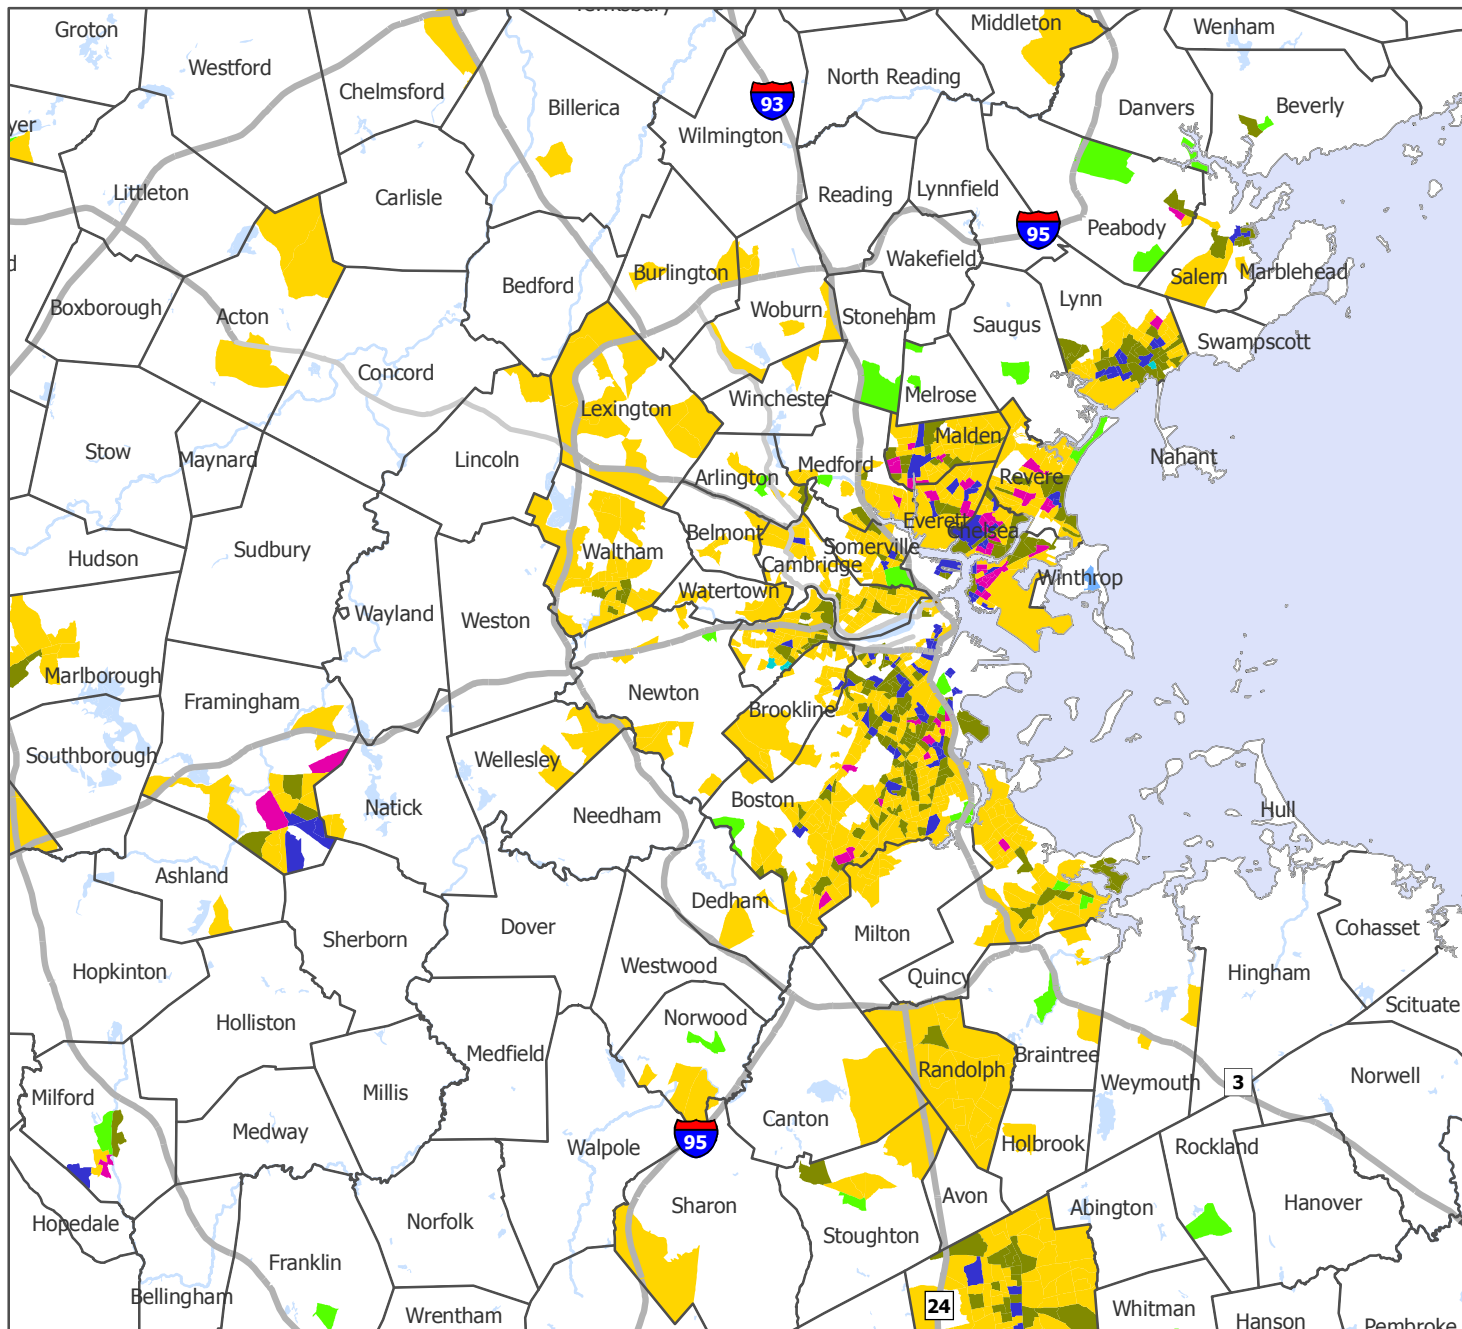 Groton
Westford
Chelmsford
Billerica
Middleton
Wenham
North Reading
93
Wilmington
Danvers
Beverly
Littleton
Carlisle
Reading
Lynnfield
95
Peabody
Wakefield
Salem
Marblehead
Boxborough
Acton
Bedford
Burlington
Woburn
Stoneham
Saugus
Lynn
Swampscott
Concord
Lexington
Winchester
Melrose
Stow
Maynard
Lincoln
Arlington
Medford
Malden
Revere
Nahant
Hudson
Sudbury
Waltham
Belmont
Somerville
Everett
Chelsea
Cambridge
Winthrop
Watertown
Wayland
Weston
Marlborough
Framingham
Newton
Brookline
Southborough
Wellesley
Natick
Needham
Boston
Hull
Ashland
Dedham
Sherborn
Dover
Milton
Cohasset
Hopkinton
Westwood
Quincy
Hingham
Scituate
Holliston
Norwood
Medfield
Randolph
Braintree
Weymouth
3
Norwell
Milford
Millis
Medway
Canton
Walpole
95
Holbrook
Rockland
Hopedale
Norfolk
Sharon
Avon
Stoughton
Abington
Hanover
Franklin
Bellingham
Wrentham
24
Whitman
Hanson
Pembroke